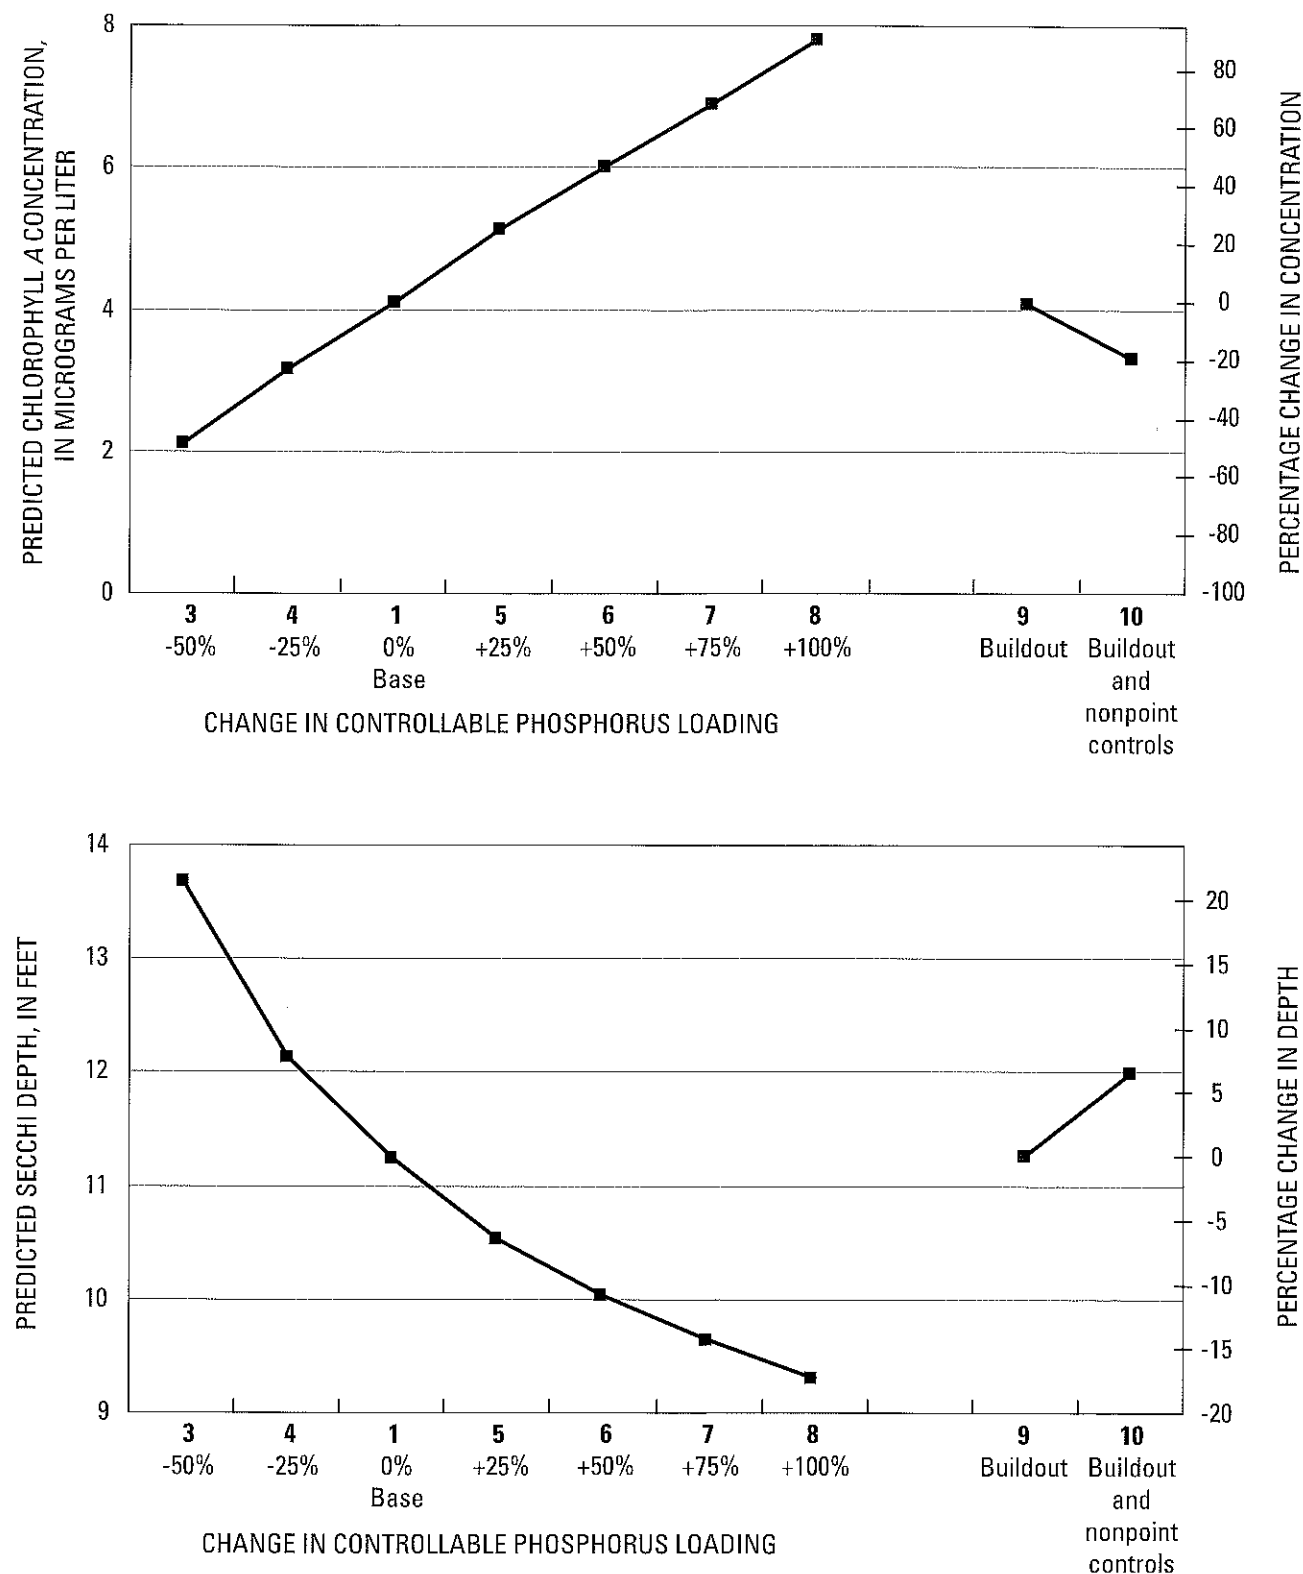 PREDICTED CHLOROPHYLL A CONCENTRATION,
IN MICROGRAMS PER LITER
8
6
4
2
0
80
60
40
20
0
-20
-40
-60
-80
-100
PERCENTAGE CHANGE IN CONCENTRATION
3 4 1 5 6 7 8 9 10
-50% -25% 0% +25% +50% +75% +100% Buildout Buildout
Base and
nonpoint
controls
CHANGE IN CONTROLLABLE PHOSPHORUS LOADING
PREDICTED SECCHI DEPTH, IN FEET
14
13
12
11
10
9
20
15
10
5
0
-5
-10
-15
-20
PERCENTAGE CHANGE IN DEPTH
3 4 1 5 6 7 8 9 10
-50% -25% 0% +25% +50% +75% +100% Buildout Buildout
Base and
nonpoint
controls
CHANGE IN CONTROLLABLE PHOSPHORUS LOADING